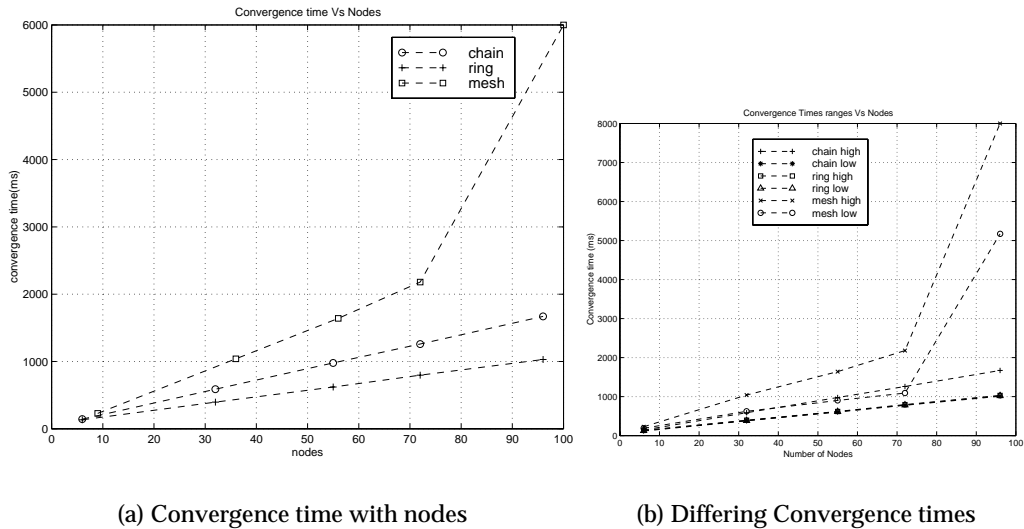 Convergence time Vs Nodes
6000
5000
4000
3000
2000
1000
0
convergence time(ms)
chain
ring
mesh
0 10 20 30 40 50 60 70 80 90 100
nodes
(a) Convergence time with nodes
Convergence Times ranges Vs Nodes
8000
7000
6000
5000
4000
3000
2000
1000
0
Convergence time (ms)
chain high
chain low
ring high
ring low
mesh high
mesh low
0 10 20 30 40 50 60 70 80 90 100
Number of Nodes
(b) Differing Convergence times